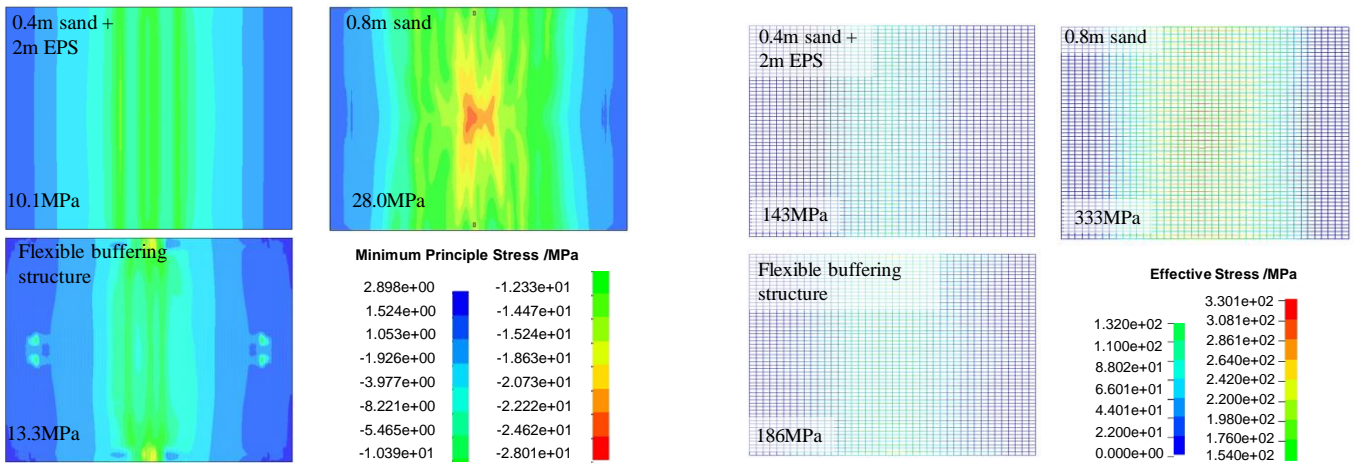 0.4m sand +
2m EPS
10.1MPa
0.8m sand
28.0MPa
Flexible buffering
structure
13.3MPa
Minimum Principle Stress /MPa
2.898e+00
1.524e+00
1.053e+00
-1.926e+00
-3.977e+00
-8.221e+00
-5.465e+00
-1.039e+01
-1.233e+01
-1.447e+01
-1.524e+01
-1.863e+01
-2.073e+01
-2.222e+01
-2.462e+01
-2.801e+01
0.4m sand +
2m EPS
143MPa
0.8m sand
333MPa
Flexible buffering
structure
186MPa
Effective Stress /MPa
1.320e+02
1.100e+02
8.802e+01
6.601e+01
4.401e+01
2.200e+01
0.000e+00
3.301e+02
3.081e+02
2.861e+02
2.640e+02
2.420e+02
2.200e+02
1.980e+02
1.760e+02
1.540e+02